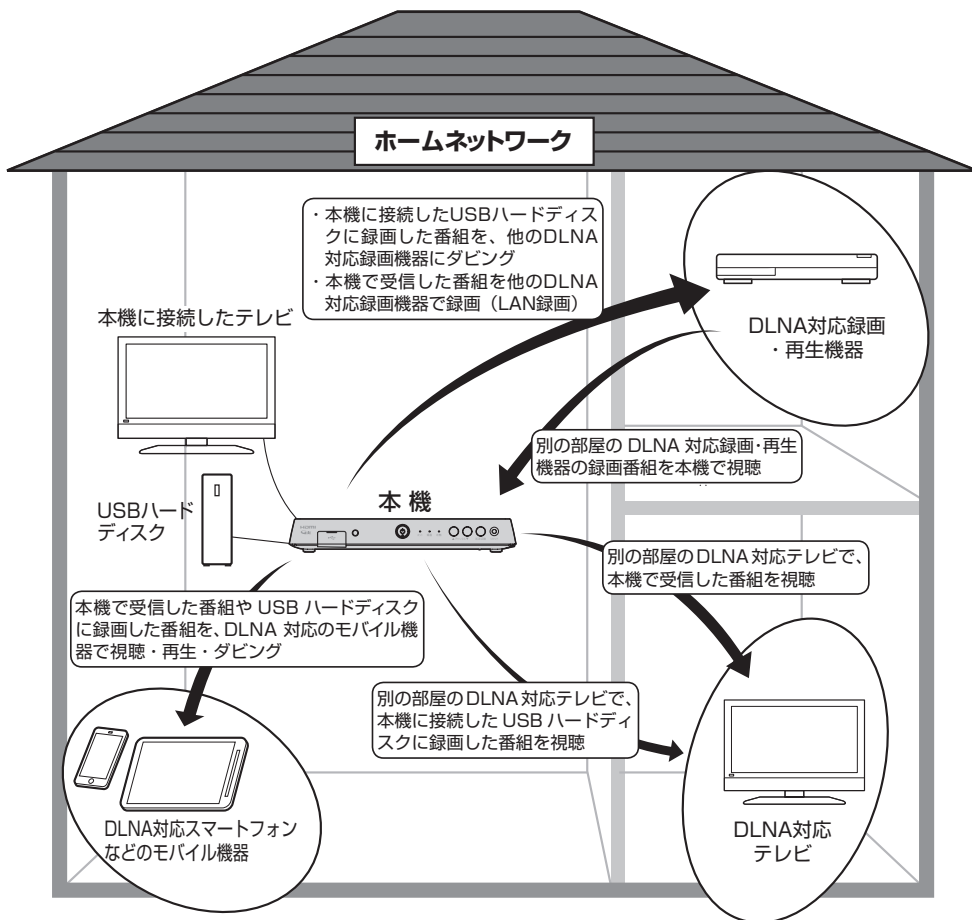 ホームネットワーク
・本機に接続したUSBハードディス
クに録画した番組を、他のDLNA
対応録画機器にダビング
・本機で受信した番組を他のDLNA
対応録画機器で録画（LAN録画）
本機に接続したテレビ
DLNA対応録画
・再生機器
別の部屋の DLNA 対応録画・再生
機器の録画番組を本機で視聴
USBハード
ディスク
本 機
別の部屋のDLNA 対応テレビで、
本機で受信した番組を視聴
本機で受信した番組や USB ハードディスク
に録画した番組を、DLNA 対応のモバイル機
器で視聴・再生・ダビング
別の部屋のDLNA対応テレビで、
本機に接続した USB ハードディ
スクに録画した番組を視聴
DLNA対応スマートフォン
などのモバイル機器
DLNA対応
テレビ